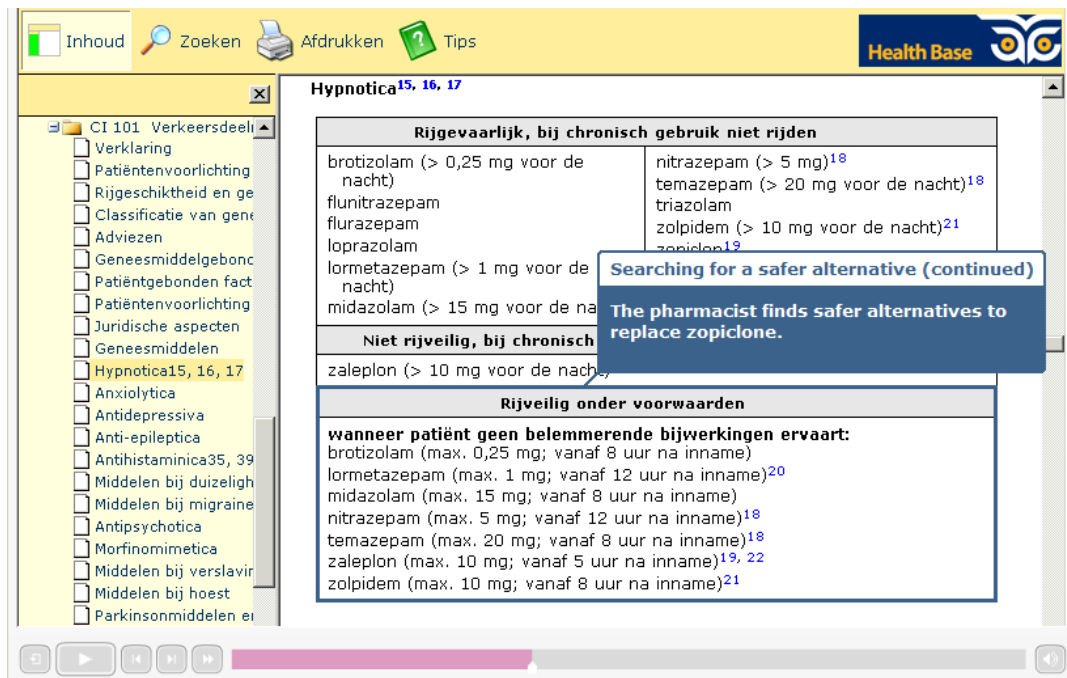 Inhoud Zoeken Afdrukken Tips
Health Base
CI 101 Verkeersdeeln
Verklaring
Patiëntenvoorlichting
Rijgeschiktheid en ge
Classificatie van gene
Adviezen
Geneesmiddelgebond
Patiëntgebonden fact
Patiëntenvoorlichting
Juridische aspecten
Geneesmiddelen
Hypnotica15, 16, 17
Anxiolytica
Antidepressiva
Anti-epileptica
Antihistaminica35, 39
Middelen bij duizeligh
Middelen bij migraine
Antipsychotica
Morfinomimetica
Middelen bij verslavin
Middelen bij hoest
Parkinsonmiddelen en
Hypnotica15, 16, 17
Rijgevaarlijk, bij chronisch gebruik niet rijden
brotizolam (> 0,25 mg voor de
nacht)
flunitrazepam
flurazepam
loprazolam
lormetazepam (> 1 mg voor de
nacht)
midazolam (> 15 mg voor de na
nitrazepam (> 5 mg)18
temazepam (> 20 mg voor de nacht)18
triazolam
zolpidem (> 10 mg voor de nacht)21
zopiclon19
Searching for a safer alternative (continued)
The pharmacist finds safer alternatives to
replace zopiclone.
Niet rijveilig, bij chronisch
zaleplon (> 10 mg voor de nacht)
Rijveilig onder voorwaarden
wanneer patiënt geen belemmerende bijwerkingen ervaart:
brotizolam (max. 0,25 mg; vanaf 8 uur na inname)
lormetazepam (max. 1 mg; vanaf 12 uur na inname)20
midazolam (max. 15 mg; vanaf 8 uur na inname)
nitrazepam (max. 5 mg; vanaf 12 uur na inname)18
temazepam (max. 20 mg; vanaf 8 uur na inname)18
zaleplon (max. 10 mg; vanaf 5 uur na inname)19, 22
zolpidem (max. 10 mg; vanaf 8 uur na inname)21